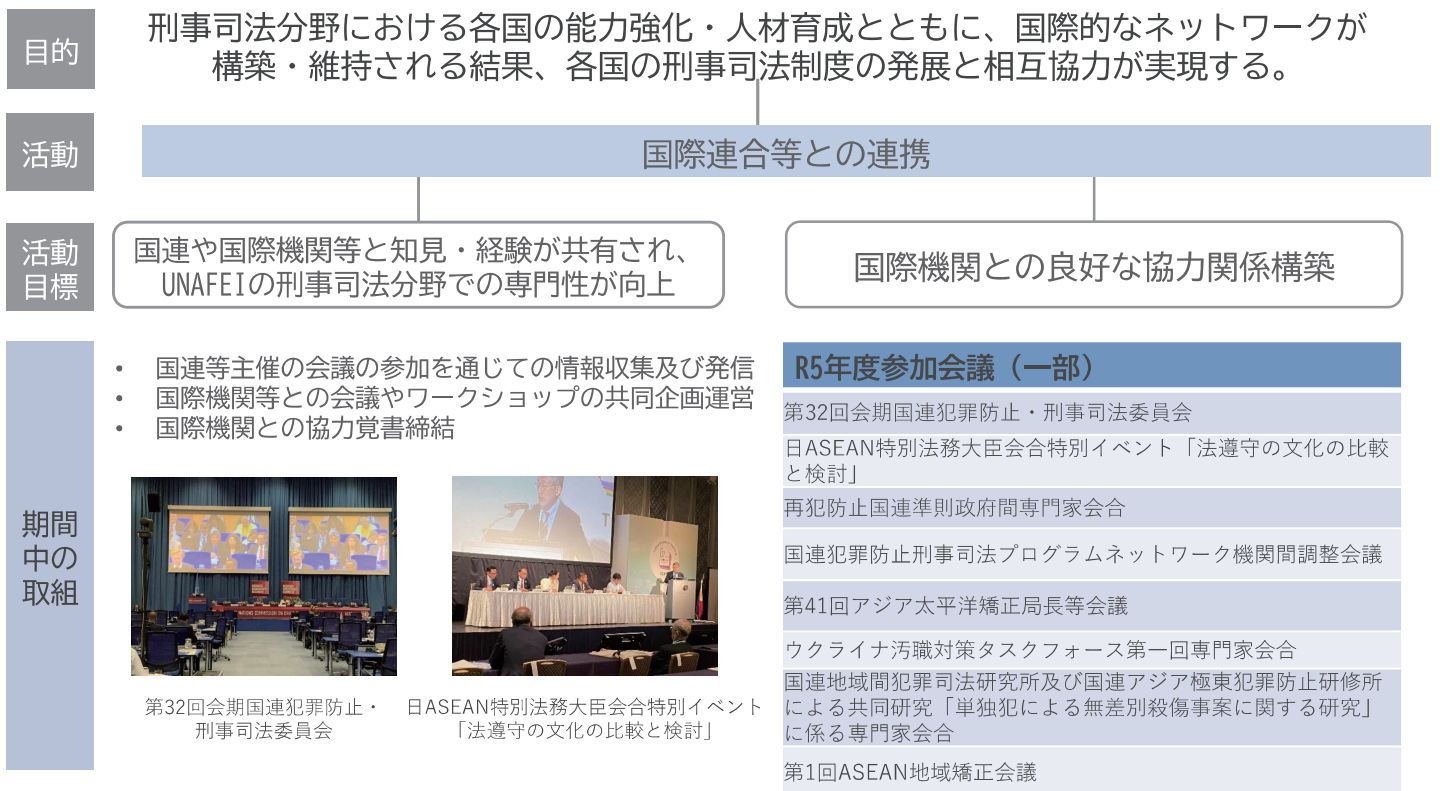 目的
刑事司法分野における各国の能力強化・人材育成とともに、国際的なネットワークが
構築・維持される結果、各国の刑事司法制度の発展と相互協力が実現する。
活動
国際連合等との連携
活動
目標
国連や国際機関等と知見・経験が共有され、
UNAFEIの刑事司法分野での専門性が向上
国際機関との良好な協力関係構築
期間
中の
取組
• 国連等主催の会議の参加を通じての情報収集及び発信
• 国際機関等との会議やワークショップの共同企画運営
• 国際機関との協力覚書締結
第32回会期国連犯罪防止・
刑事司法委員会
日ASEAN特別法務大臣会合特別イベント
「法遵守の文化の比較と検討」
R5年度参加会議（一部）
第32回会期国連犯罪防止・刑事司法委員会
日ASEAN特別法務大臣会合特別イベント「法遵守の文化の比較
と検討」
再犯防止国連準則政府間専門家会合
国連犯罪防止刑事司法プログラムネットワーク機関間調整会議
第41回アジア太平洋矯正局長等会議
ウクライナ汚職対策タスクフォース第一回専門家会合
国連地域間犯罪司法研究所及び国連アジア極東犯罪防止研修所
による共同研究「単独犯による無差別殺傷事案に関する研究」
に係る専門家会合
第1回ASEAN地域矯正会議